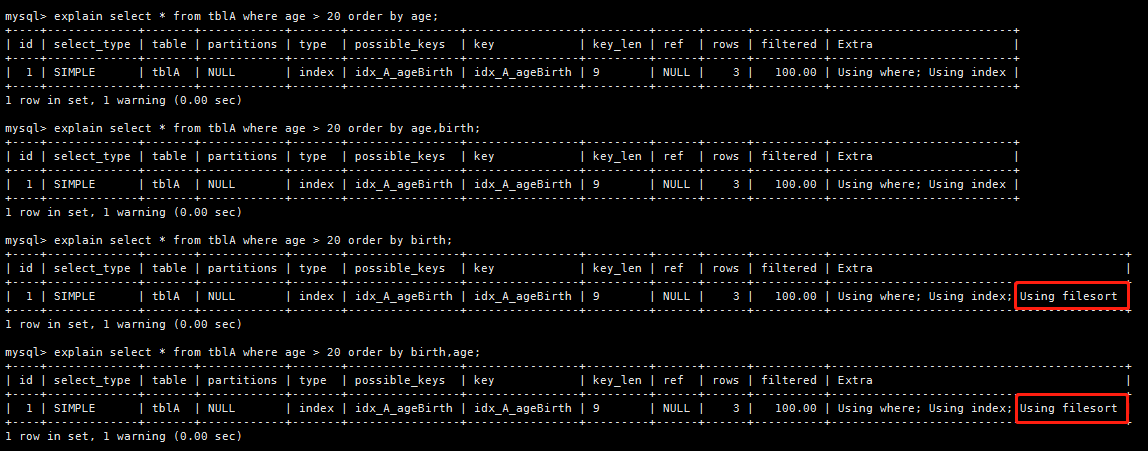 mysql> explain select * from tblA where age > 20 order by age;
+----+-------------+-------+------------+-------+---------------+---------------+---------+------+------+----------+--------------------------+
| id | select_type | table | partitions | type  | possible_keys | key           | key_len | ref  | rows | filtered | Extra                    |
+----+-------------+-------+------------+-------+---------------+---------------+---------+------+------+----------+--------------------------+
|  1 | SIMPLE      | tblA  | NULL       | index | idx_A_ageBirth | idx_A_ageBirth | 9       | NULL |    3 |   100.00 | Using where; Using index |
+----+-------------+-------+------------+-------+---------------+---------------+---------+------+------+----------+--------------------------+
1 row in set, 1 warning (0.00 sec)
mysql> explain select * from tblA where age > 20 order by age,birth;
+----+-------------+-------+------------+-------+---------------+---------------+---------+------+------+----------+--------------------------+
| id | select_type | table | partitions | type  | possible_keys | key           | key_len | ref  | rows | filtered | Extra                    |
+----+-------------+-------+------------+-------+---------------+---------------+---------+------+------+----------+--------------------------+
|  1 | SIMPLE      | tblA  | NULL       | index | idx_A_ageBirth | idx_A_ageBirth | 9       | NULL |    3 |   100.00 | Using where; Using index |
+----+-------------+-------+------------+-------+---------------+---------------+---------+------+------+----------+--------------------------+
1 row in set, 1 warning (0.00 sec)
mysql> explain select * from tblA where age > 20 order by birth;
+----+-------------+-------+------------+-------+---------------+---------------+---------+------+------+----------+------------------------------------------+
| id | select_type | table | partitions | type  | possible_keys | key           | key_len | ref  | rows | filtered | Extra                                    |
+----+-------------+-------+------------+-------+---------------+---------------+---------+------+------+----------+------------------------------------------+
|  1 | SIMPLE      | tblA  | NULL       | index | idx_A_ageBirth | idx_A_ageBirth | 9       | NULL |    3 |   100.00 | Using where; Using index; Using filesort
+----+-------------+-------+------------+-------+---------------+---------------+---------+------+------+----------+------------------------------------------+
1 row in set, 1 warning (0.00 sec)
mysql> explain select * from tblA where age > 20 order by birth,age;
+----+-------------+-------+------------+-------+---------------+---------------+---------+------+------+----------+------------------------------------------+
| id | select_type | table | partitions | type  | possible_keys | key           | key_len | ref  | rows | filtered | Extra                                    |
+----+-------------+-------+------------+-------+---------------+---------------+---------+------+------+----------+------------------------------------------+
|  1 | SIMPLE      | tblA  | NULL       | index | idx_A_ageBirth | idx_A_ageBirth | 9       | NULL |    3 |   100.00 | Using where; Using index; Using filesort
+----+-------------+-------+------------+-------+---------------+---------------+---------+------+------+----------+------------------------------------------+
1 row in set, 1 warning (0.00 sec)